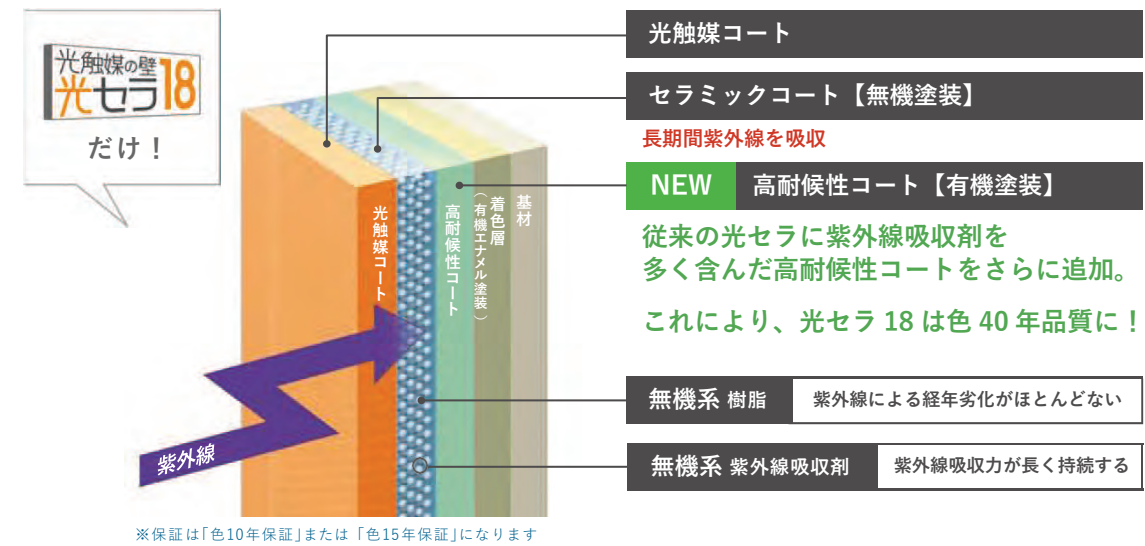 光触媒の壁
光セラ18
だけ！
光触媒コート
セラミックコート【無機塗装】
長期間紫外線を吸収
NEW 高耐候性コート【有機塗装】
従来の光セラに紫外線吸収剤を
多く含んだ高耐候性コートをさらに追加。
これにより、光セラ 18 は色 40 年品質に！
無機系 樹脂 紫外線による経年劣化がほとんどない
無機系 紫外線吸収剤 紫外線吸収力が長く持続する
光触媒コート
高耐候性コート
着色層
（有機エナメル塗装）
基材
紫外線
※保証は「色10年保証」または「色15年保証」になります